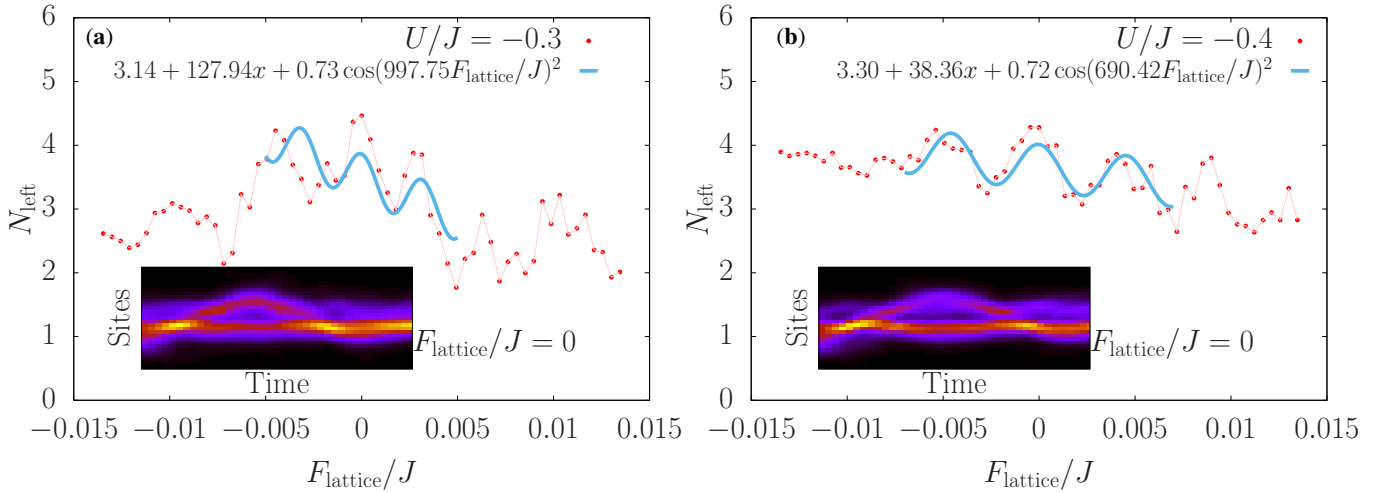 (a)
U/J = −0.3
3.14 + 127.94x + 0.73 cos(997.75F_lattice/J)²
N_left
6
5
4
3
2
1
0
Sites
Time
F_lattice/J = 0
−0.015 −0.01 −0.005 0 0.005 0.01 0.015
F_lattice/J
(b)
U/J = −0.4
3.30 + 38.36x + 0.72 cos(690.42F_lattice/J)²
N_left
6
5
4
3
2
1
0
Sites
Time
F_lattice/J = 0
−0.015 −0.01 −0.005 0 0.005 0.01 0.015
F_lattice/J